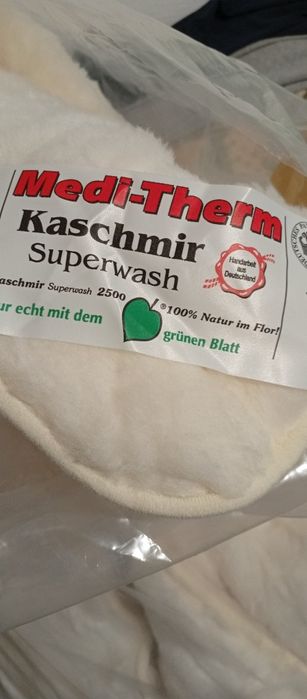 Medi-Therm
Kaschmir
Superwash
Handarbeit
aus
Deutschland
aschmir Superwash 2500
®100% Natur im Flor!
ur echt mit dem
grünen Blatt